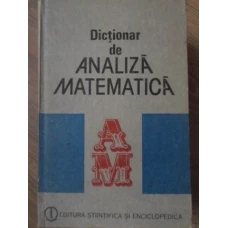 Dicționar
de
ANALIZĂ
MATEMATICĂ
A
M
EDITURA ȘTIINȚIFICĂ ȘI ENCICLOPEDICĂ